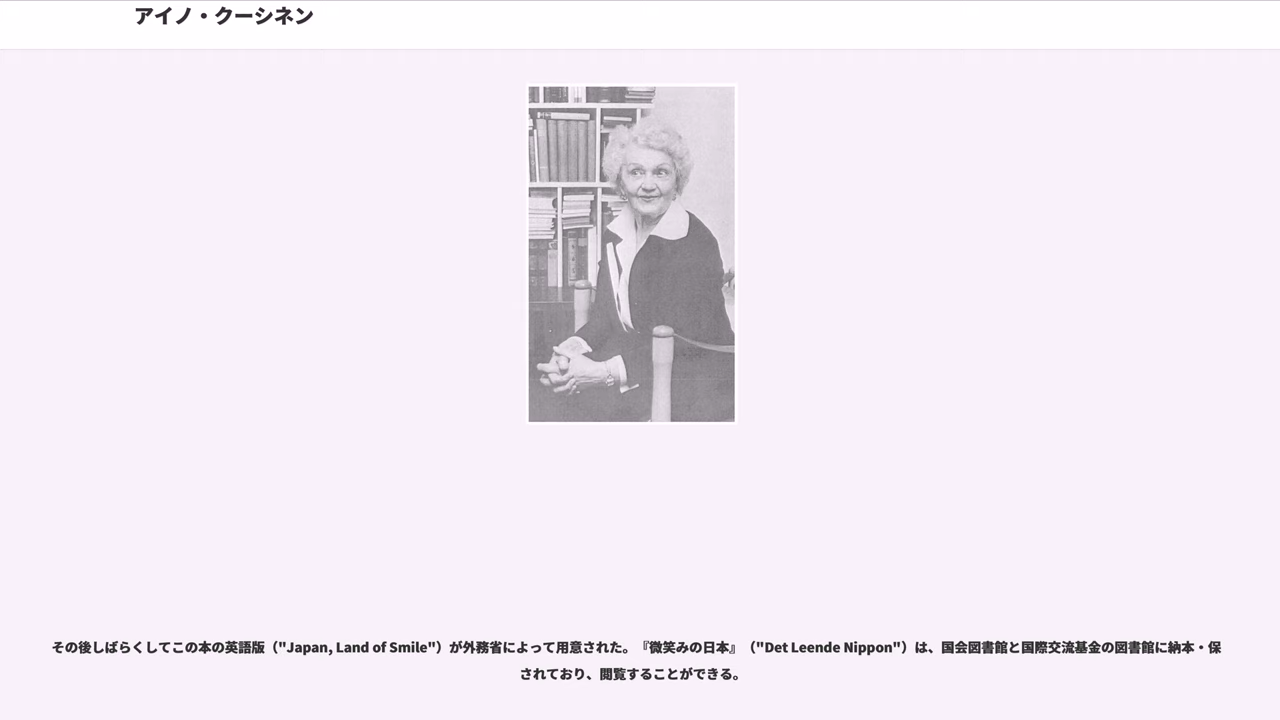 アイノ・クーシネン
その後しばらくしてこの本の英語版（"Japan, Land of Smile"）が外務省によって用意された。『微笑みの日本』（"Det Leende Nippon"）は、国会図書館と国際交流基金の図書館に納本・保
されており、閲覧することができる。